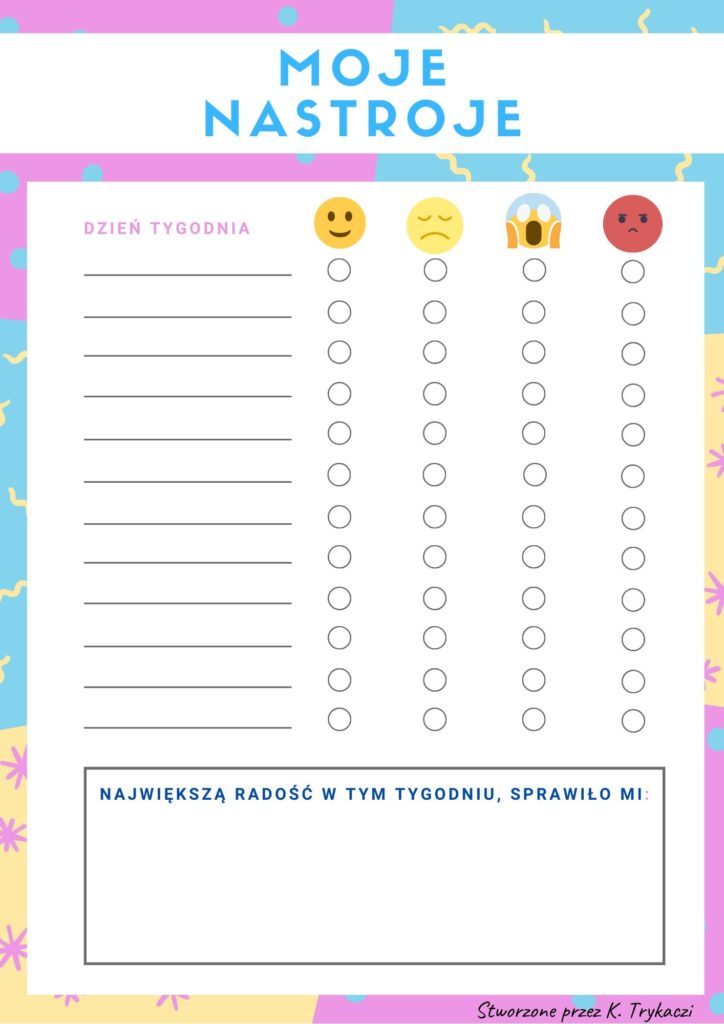 MOJE
NASTROJE
DZIEŃ TYGODNIA
NAJWIĘKSZĄ RADOŚĆ W TYM TYGODNIU, SPRAWIŁO MI:
Stworzone przez K. Trykaczi